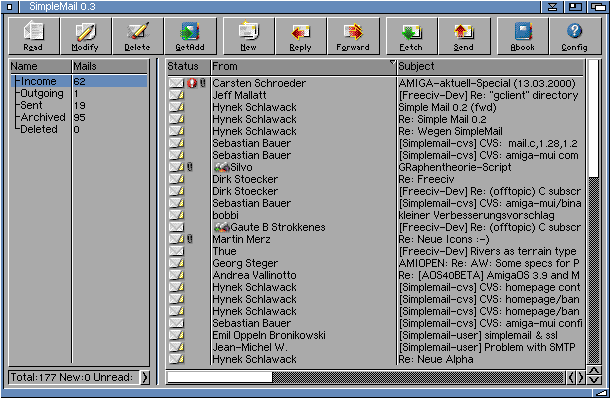 SimpleMail 0.3
Read Modify Delete GetAdd New Reply Forward Fetch Send Abook Config
Name Mails
Income 62
Outgoing 1
Sent 19
Archived 95
Deleted 0
Total:177 New:0 Unread:
Status From Subject
Carsten Schroeder AMIGA-aktuell-Special (13.03.2000)
Jeff Mallatt [Freeciv-Dev] Re: "gclient" directory
Hynek Schlawack Simple Mail 0.2 (fwd)
Hynek Schlawack Re: Simple Mail 0.2
Hynek Schlawack Re: Wegen SimpleMail
Sebastian Bauer [Simplemail-cvs] CVS: mail.c,1.28,1.2
Sebastian Bauer [Simplemail-cvs] CVS: amiga-mui com
Silvo GRaphentheorie-Script
Dirk Stoecker Re: Freeciv
Dirk Stoecker [Freeciv-Dev] Re: (offtopic) C subscr
Sebastian Bauer [Simplemail-cvs] CVS: amiga-mui/bina
bobbi kleiner Verbesserungsvorschlag
Gaute B Strokkenes [Freeciv-Dev] Re: (offtopic) C subscr
Martin Merz Re: Neue Icons :-)
Thue [Freeciv-Dev] Rivers as terrain type
Georg Steger AMIOPEN: Re: AW: Some specs for P
Andrea Vallinotto Re: [AOS40BETA] AmigaOS 3.9 and M
Hynek Schlawack [Simplemail-cvs] CVS: homepage cont
Hynek Schlawack [Simplemail-cvs] CVS: homepage/ban
Hynek Schlawack [Simplemail-cvs] CVS: homepage/ban
Sebastian Bauer [Simplemail-cvs] CVS: amiga-mui confi
Emil Oppeln Bronikowski [Simplemail-user] simplemail & ssl
Jean-Michel W. [Simplemail-user] Problem with SMTP
Hynek Schlawack Re: Neue Alpha